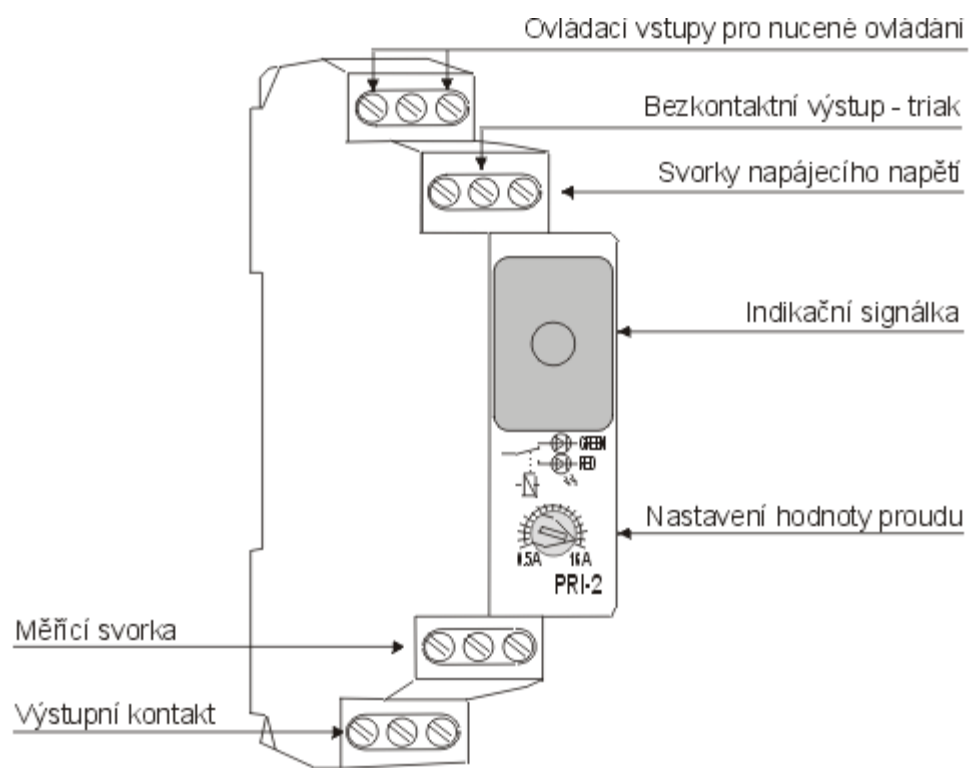 Ovládací vstupy pro nucené ovládání
Bezkontaktní výstup - triak
Svorky napájecího napětí
Indikační signálka
GREEN
RED
Nastavení hodnoty proudu
0.5A 16A
PRI-2
Měřící svorka
Výstupní kontakt